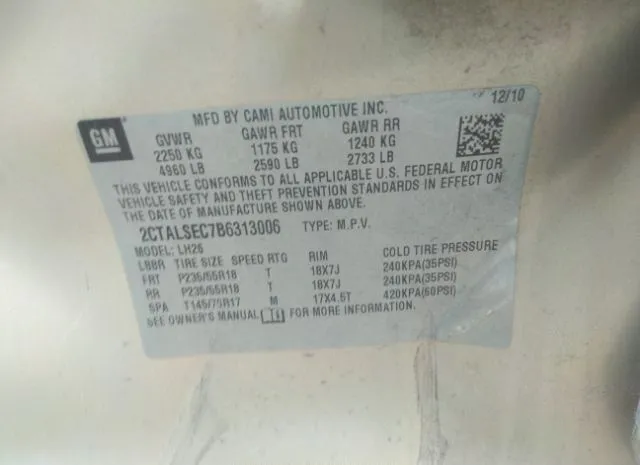 GM
MFD BY CAMI AUTOMOTIVE INC. 12/10
GVWR GAWR FRT GAWR RR
2250 KG 1175 KG 1240 KG
4960 LB 2590 LB 2733 LB
THIS VEHICLE CONFORMS TO ALL APPLICABLE U.S. FEDERAL MOTOR
VEHICLE SAFETY AND THEFT PREVENTION STANDARDS IN EFFECT ON
THE DATE OF MANUFACTURE SHOWN ABOVE.
2CTALSEC7B6313006 TYPE: M.P.V.
MODEL: LH26
TIRE SIZE SPEED RTG RIM COLD TIRE PRESSURE
FRT P235/55R18 T 18X7J 240KPA(35PSI)
RR P235/55R18 T 18X7J 240KPA(35PSI)
SPA T145/70R17 M 17X4.5T 420KPA(60PSI)
SEE OWNER'S MANUAL FOR MORE INFORMATION.